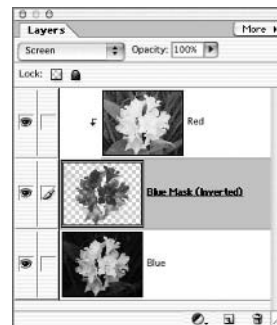 Layers
More
Screen
Opacity: 100%
Lock:
Red
Blue Mask (Inverted)
Blue